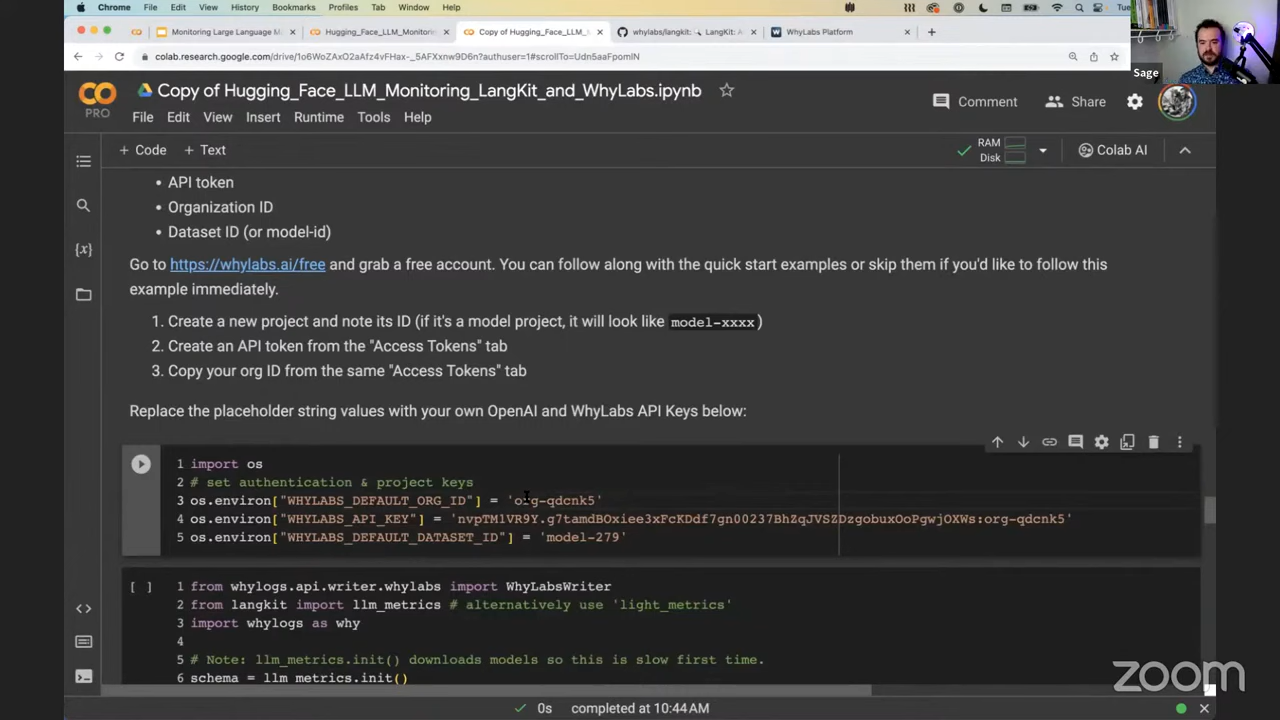 Chrome File Edit View History Bookmarks Profiles Tab Window Help Tue
Monitoring Large Language M Hugging_Face_LLM_Monitorin Copy of Hugging_Face_LLM_ whylabs/langkit: LangKit: A WhyLabs Platform
colab.research.google.com/drive/1o6WoZAxO2aAfz4vFHax-_5AFXxnw9D6n?authuser=1#scrollTo=Udn5aaFpomIN
Sage
CO PRO
Copy of Hugging_Face_LLM_Monitoring_LangKit_and_WhyLabs.ipynb
File Edit View Insert Runtime Tools Help
Comment Share
+ Code + Text
RAM
Disk
Colab AI
• API token
• Organization ID
• Dataset ID (or model-id)
Go to https://whylabs.ai/free and grab a free account. You can follow along with the quick start examples or skip them if you'd like to follow this
example immediately.
1. Create a new project and note its ID (if it's a model project, it will look like model-xxxx )
2. Create an API token from the "Access Tokens" tab
3. Copy your org ID from the same "Access Tokens" tab
Replace the placeholder string values with your own OpenAI and WhyLabs API Keys below:
1 import os
2 # set authentication & project keys
3 os.environ["WHYLABS_DEFAULT_ORG_ID"] = 'org-qdcnk5'
4 os.environ["WHYLABS_API_KEY"] = 'nvpTM1VR9Y.g7tamdBOxiee3xFcKDdf7gn00237BhZqJVSZDzgobuxOoPgwjOXWs:org-qdcnk5'
5 os.environ["WHYLABS_DEFAULT_DATASET_ID"] = 'model-279'
[ ] 1 from whylogs.api.writer.whylabs import WhyLabsWriter
2 from langkit import llm_metrics # alternatively use 'light_metrics'
3 import whylogs as why
4
5 # Note: llm_metrics.init() downloads models so this is slow first time.
6 schema = llm_metrics.init()
0s completed at 10:44 AM
zoom